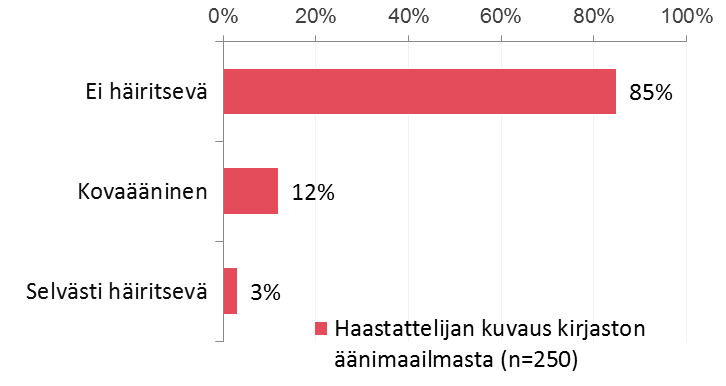 0% 20% 40% 60% 80% 100%
Ei häiritsevä 85%
Kovaääninen 12%
Selvästi häiritsevä 3%
Haastattelijan kuvaus kirjaston
äänimaailmasta (n=250)